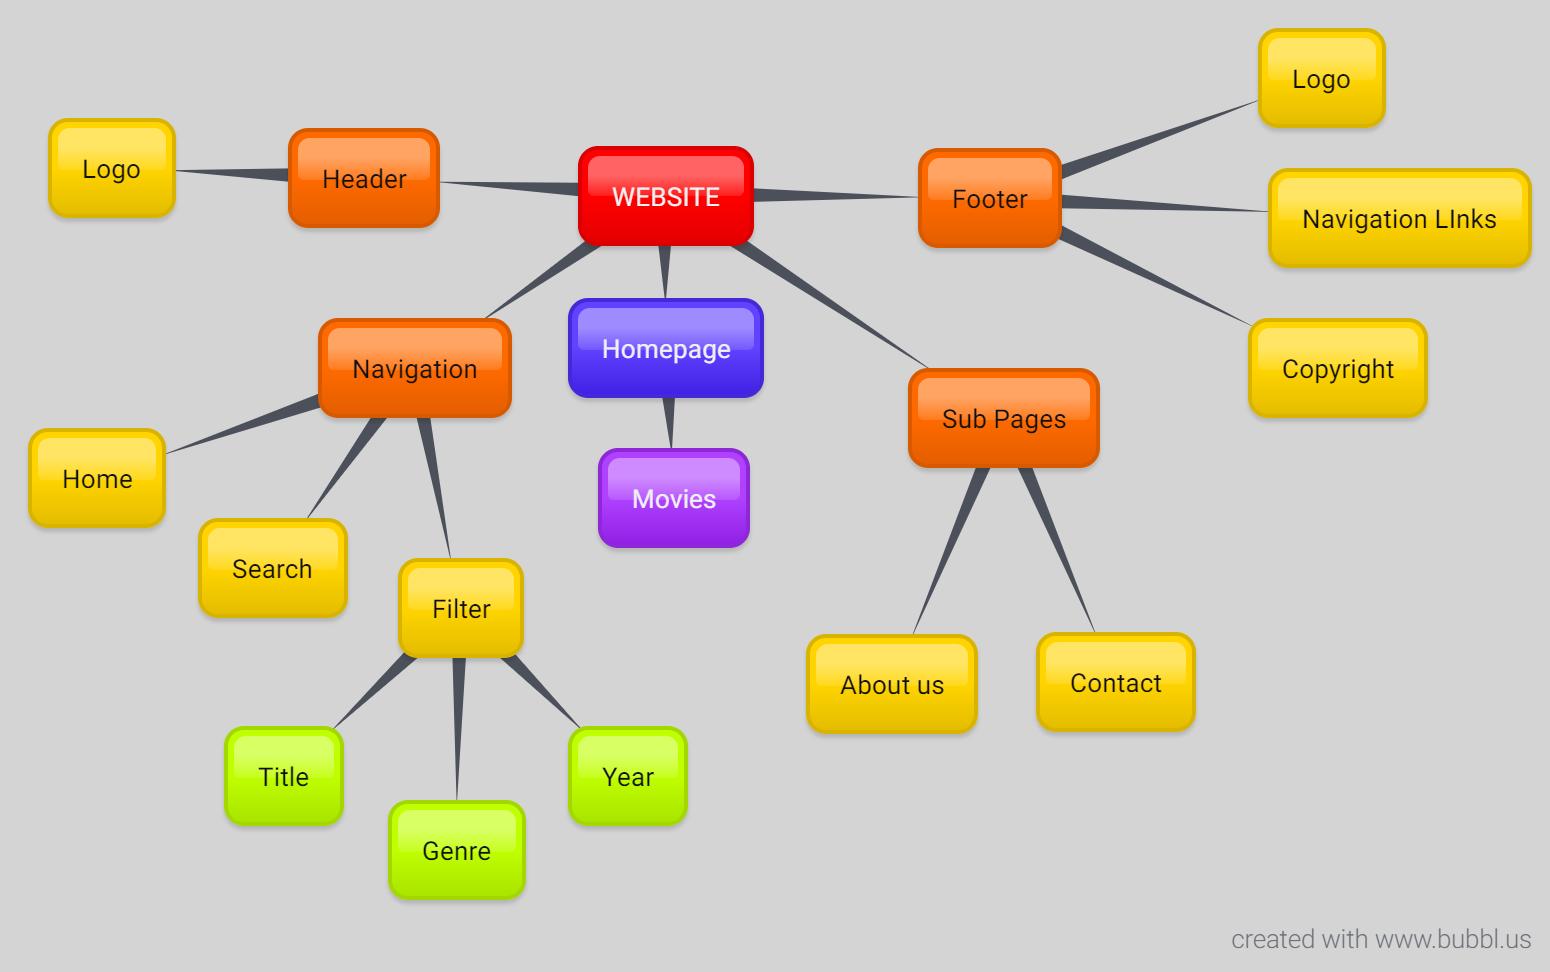 Logo
Header
WEBSITE
Footer
Logo
Navigation LInks
Copyright
Navigation
Homepage
Sub Pages
Home
Search
Filter
Movies
About us
Contact
Title
Genre
Year
created with www.bubbl.us